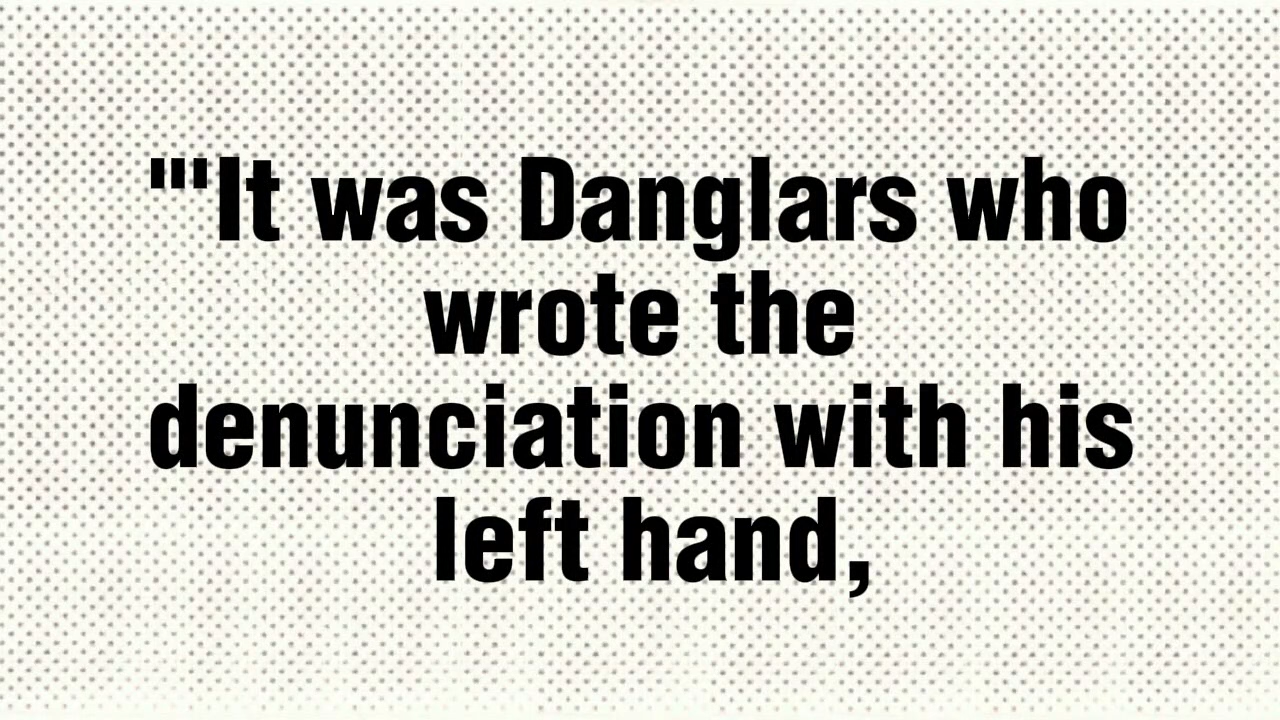 "'It was Danglars who
wrote the
denunciation with his
left hand,